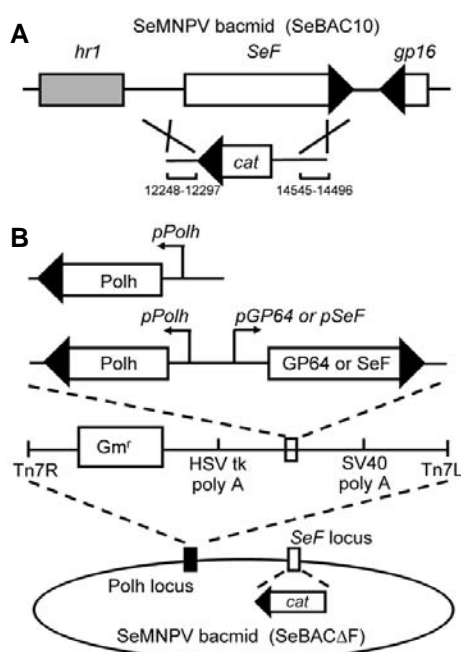 A
SeMNPV bacmid (SeBAC10)
hr1 SeF gp16
cat
12248-12297 14545-14496
B
pPolh
Polh
pPolh pGP64 or pSeF
Polh GP64 or SeF
Gmʳ
Tn7R HSV tk poly A SV40 poly A Tn7L
SeF locus
Polh locus
cat
SeMNPV bacmid (SeBACΔF)